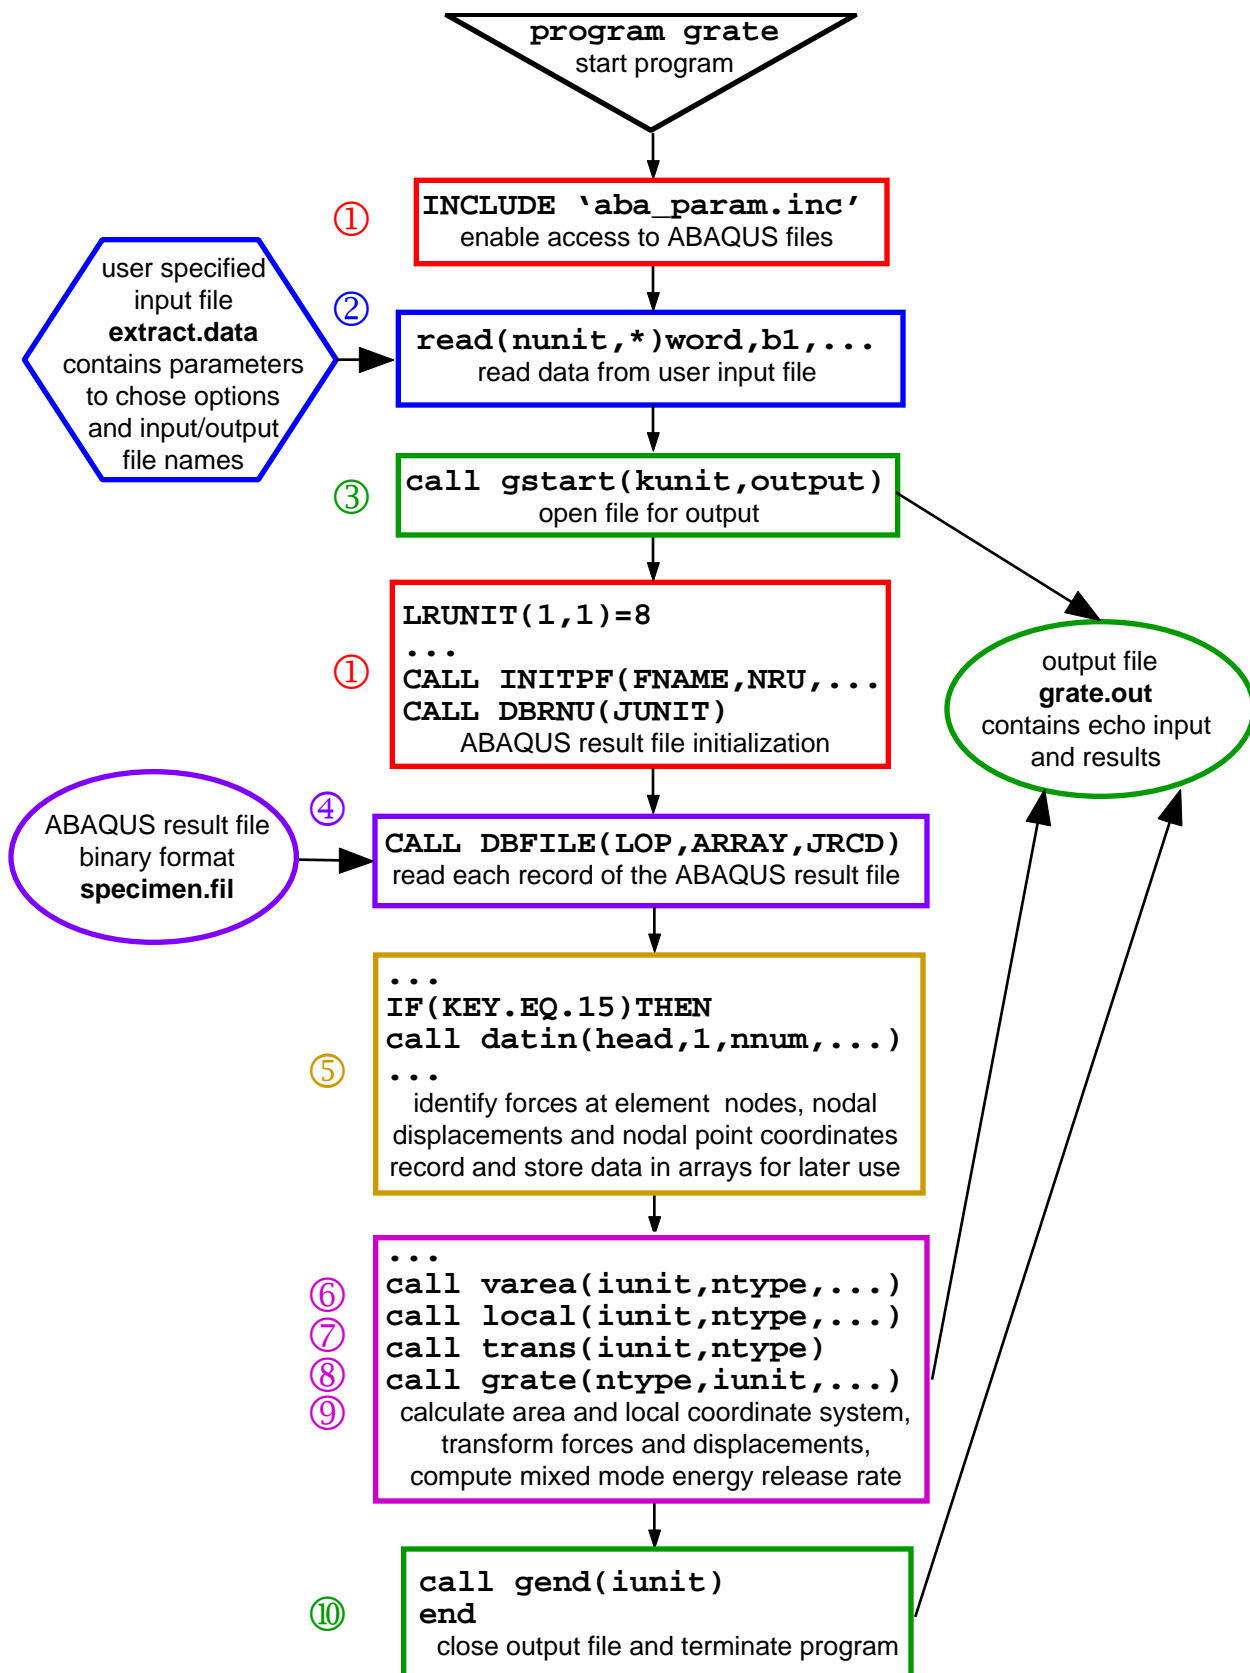 program grate
start program
①
INCLUDE ‘aba_param.inc’
enable access to ABAQUS files
user specified
input file
extract.data
contains parameters
to chose options
and input/output
file names
②
read(nunit,*)word,b1,...
read data from user input file
③
call gstart(kunit,output)
open file for output
①
LRUNIT(1,1)=8
...
CALL INITPF(FNAME,NRU,...
CALL DBRNU(JUNIT)
ABAQUS result file initialization
output file
grate.out
contains echo input
and results
ABAQUS result file
binary format
specimen.fil
④
CALL DBFILE(LOP,ARRAY,JRCD)
read each record of the ABAQUS result file
⑤
...
IF(KEY.EQ.15)THEN
call datin(head,1,nnum,...)
...
identify forces at element nodes, nodal
displacements and nodal point coordinates
record and store data in arrays for later use
...
⑥
call varea(iunit,ntype,...)
call local(iunit,ntype,...)
⑦
call trans(iunit,ntype)
⑧
call grate(ntype,iunit,...)
⑨
calculate area and local coordinate system,
transform forces and displacements,
compute mixed mode energy release rate
⑩
call gend(iunit)
end
close output file and terminate program